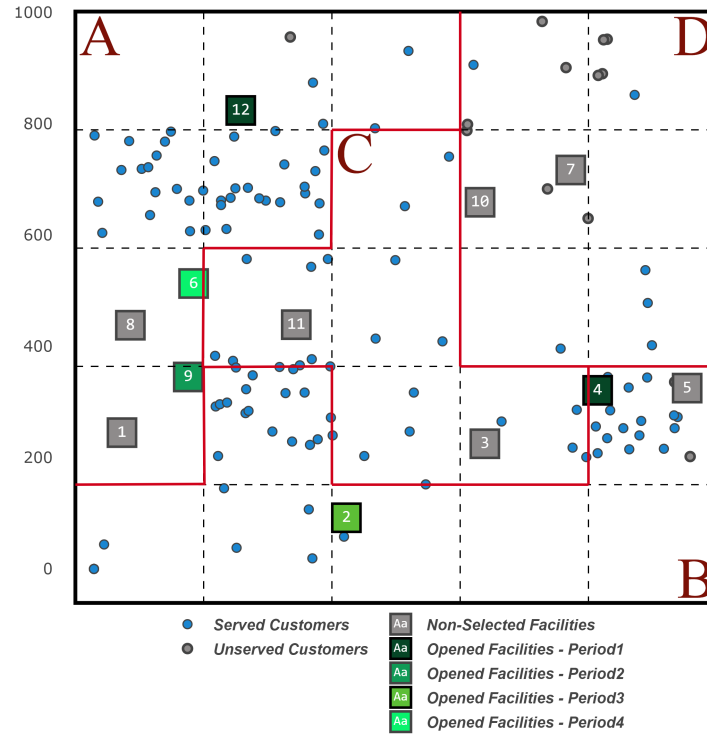 1000
A
D
12
800
C
7
10
600
6
8
11
400
9
4
5
1
3
200
2
0
B
Served Customers
Unserved Customers
Aa Non-Selected Facilities
Aa Opened Facilities - Period1
Aa Opened Facilities - Period2
Aa Opened Facilities - Period3
Aa Opened Facilities - Period4